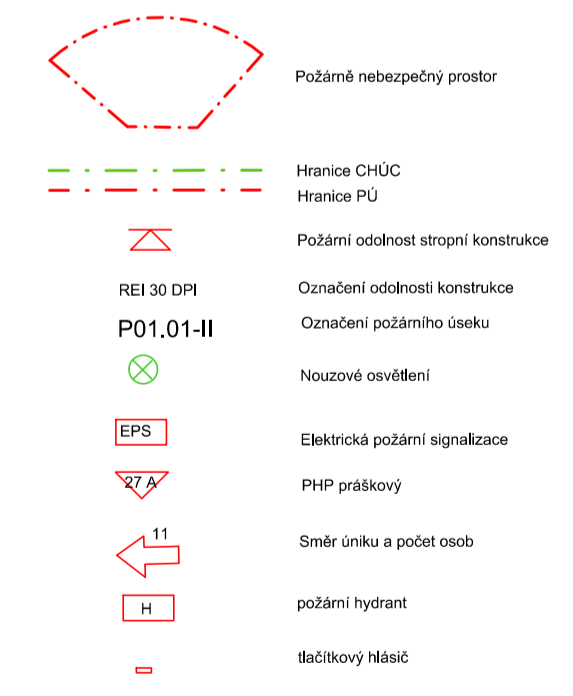 Požárně nebezpečný prostor
Hranice CHÚC
Hranice PÚ
Požární odolnost stropní konstrukce
REI 30 DPI Označení odolnosti konstrukce
P01.01-II Označení požárního úseku
Nouzové osvětlení
EPS Elektrická požární signalizace
27 A PHP práškový
11 Směr úniku a počet osob
H požární hydrant
tlačítkový hlásič